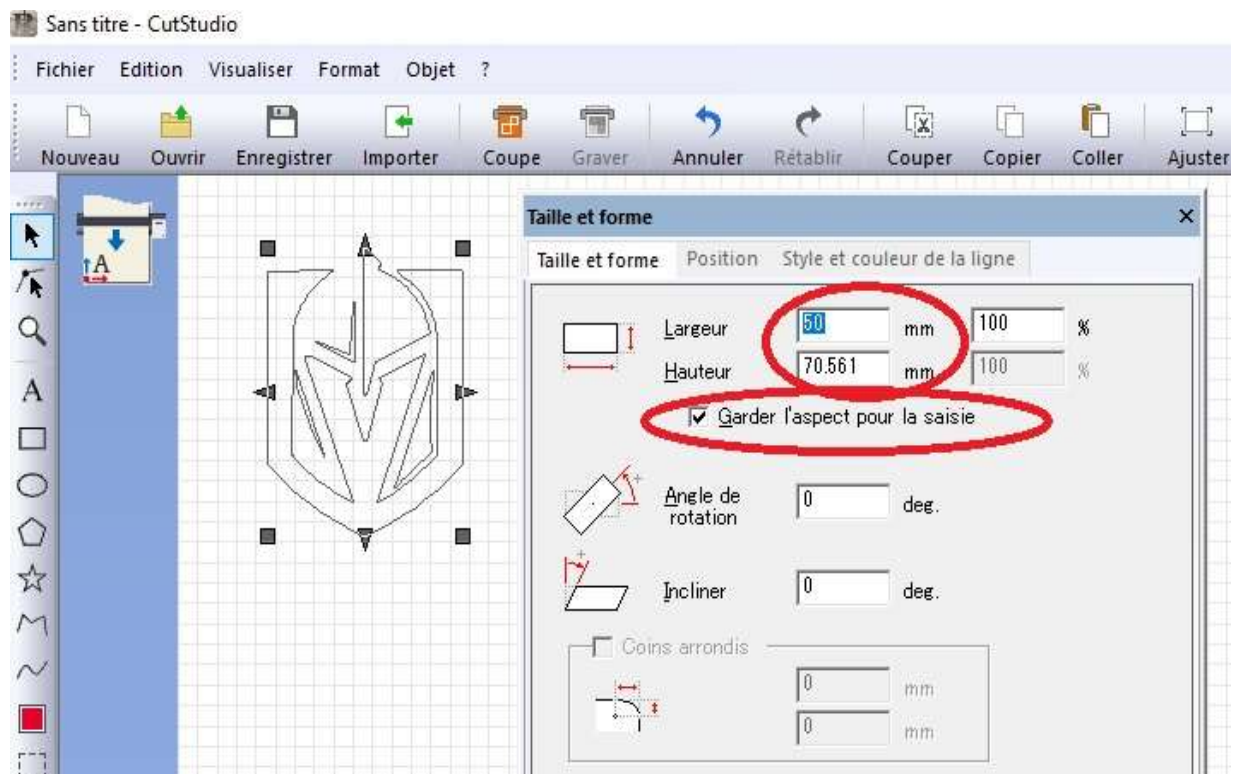 Sans titre - CutStudio
Fichier Edition Visualiser Format Objet ?
Nouveau Ouvrir Enregistrer Importer Coupe Graver Annuler Rétablir Couper Copier Coller Ajuster
Taille et forme
Taille et forme Position Style et couleur de la ligne
A
A
Largeur 50 mm 100 %
Hauteur 70.561 mm 100 %
Garder l'aspect pour la saisie
Angle de
rotation 0 deg.
Incliner 0 deg.
Coins arrondis
0 mm
0 mm